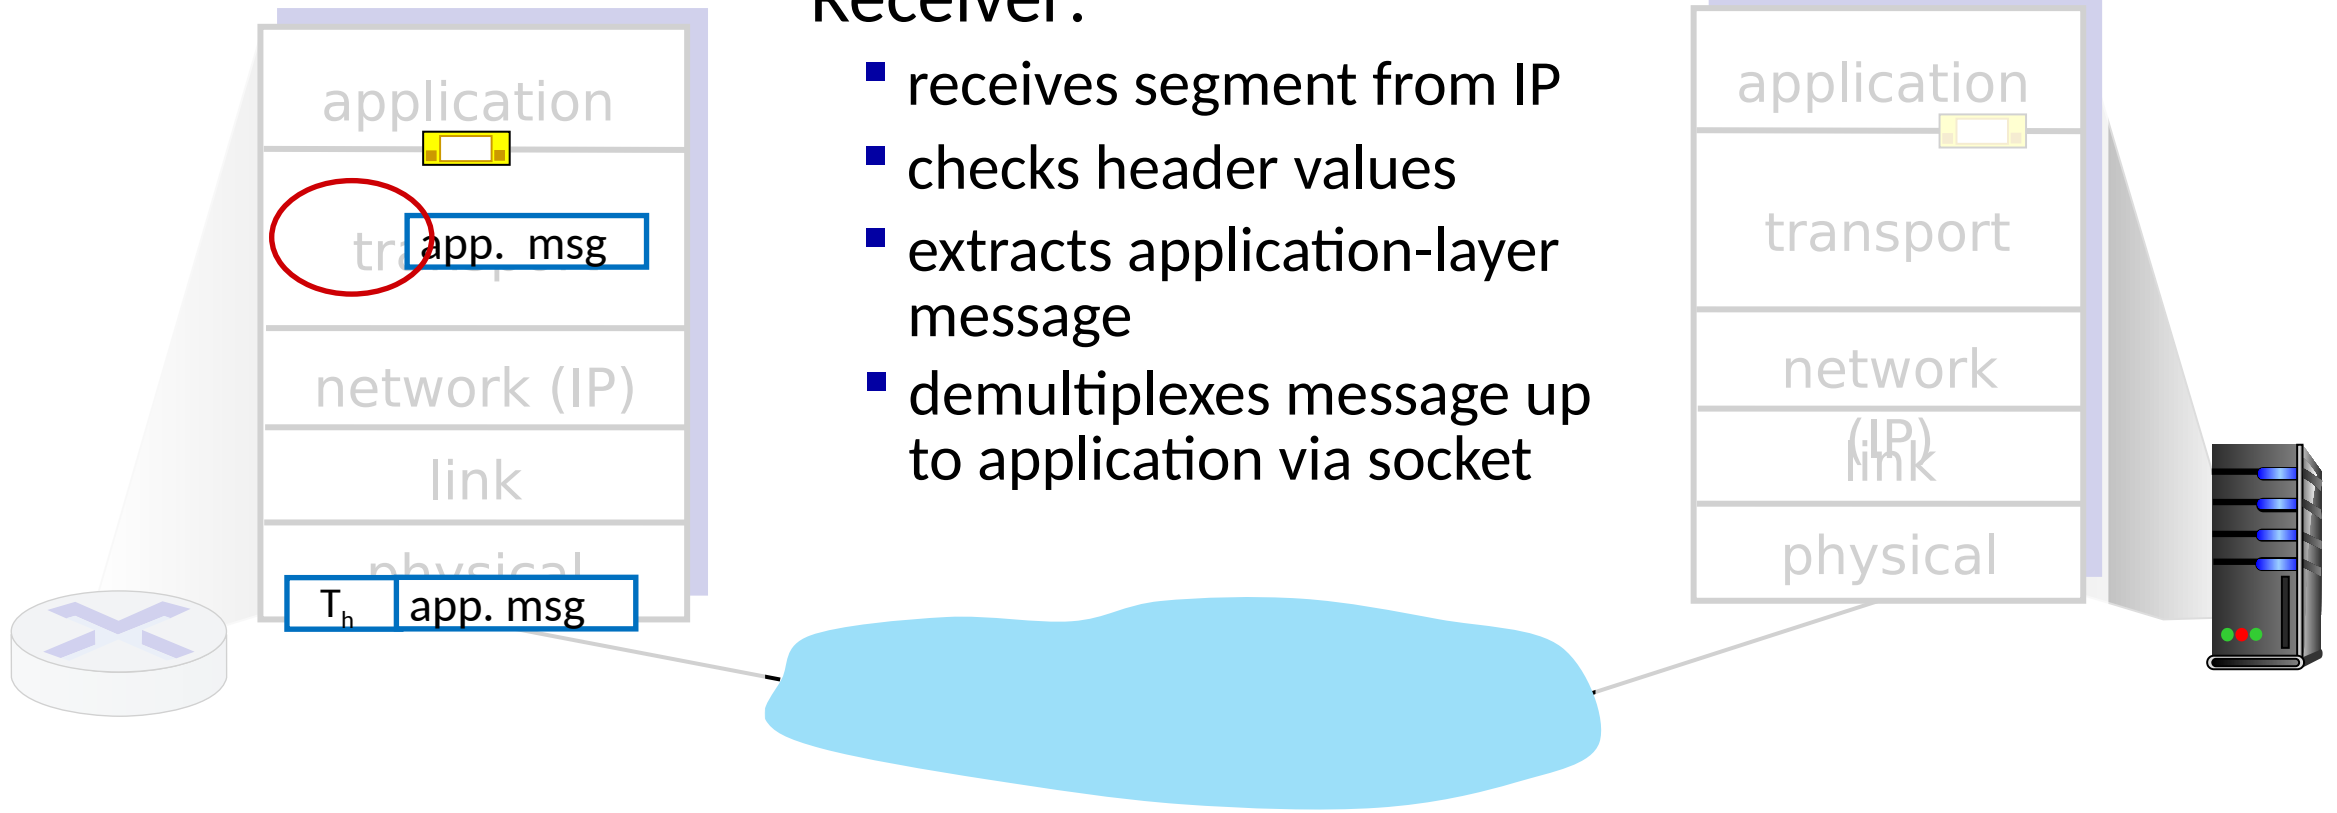 Receiver:
receives segment from IP
checks header values
extracts application-layer
message
demultiplexes message up
to application via socket
application
app. msg
network (IP)
link
physical
Th
app. msg
application
transport
network
(IP)
link
physical